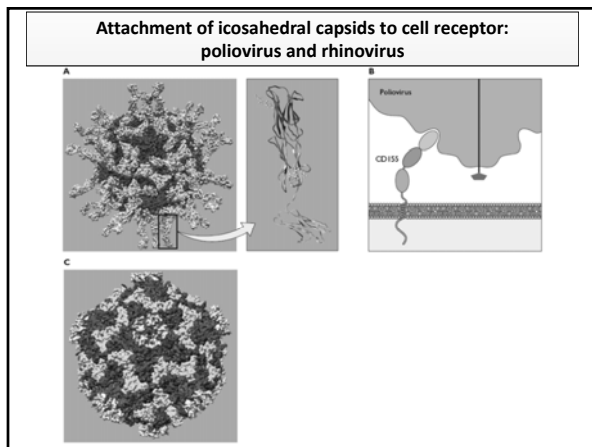 Attachment of icosahedral capsids to cell receptor:
poliovirus and rhinovirus
A
B
Poliovirus
CD155
C